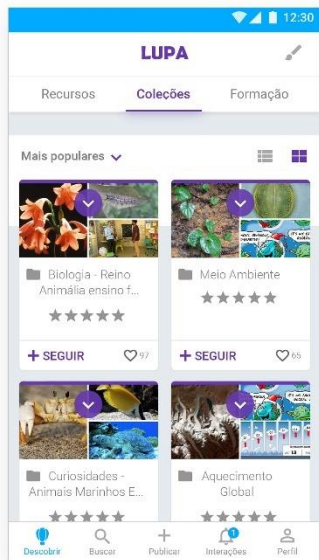 12:30
LUPA
Recursos Coleções Formação
Mais populares
Biologia - Reino
Animália ensino f...
Meio Ambiente
+ SEGUIR 97
+ SEGUIR 65
Curiosidades -
Animais Marinhos E...
Aquecimento
Global
1
Descobrir Buscar Publicar Interações Perfil